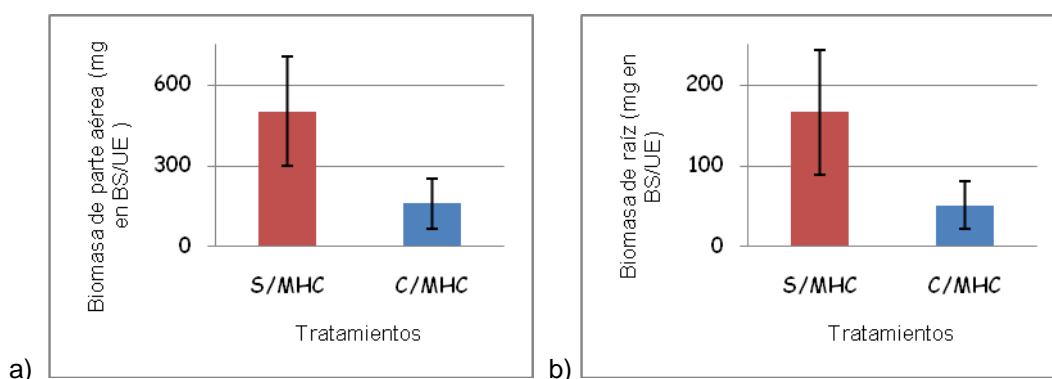 Biomasa de parte aérea (mg
en BS/UE )
600
300
0
S/MHC
C/MHC
Tratamientos
a)
Biomasa de raíz (mg en
BS/UE)
200
100
0
S/MHC
C/MHC
Tratamientos
b)